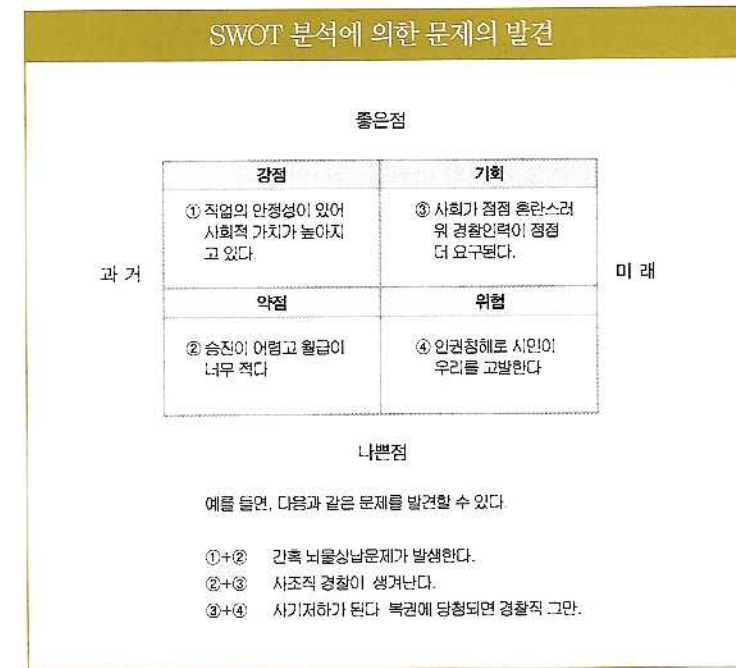 SWOT 분석에 의한 문제의 발견
좋은점
강점
기회
① 직업의 안정성이 있어
사회적 가치가 높아지
고 있다
③ 사회가 점점 혼란스러
워 경찰인력이 점점
더 요구된다.
과 거
미 래
약점
위험
② 승진이 어렵고 월급이
너무 적다
④ 인권침해로 시민이
우리를 고발한다
나쁜점
예를 들면, 다음과 같은 문제를 발견할 수 있다.
①+② 간혹 뇌물상납문제가 발생한다.
②+③ 사조직 경찰이 생겨난다.
③+④ 사기저하가 된다 복권에 당첨되면 경찰직 그만.